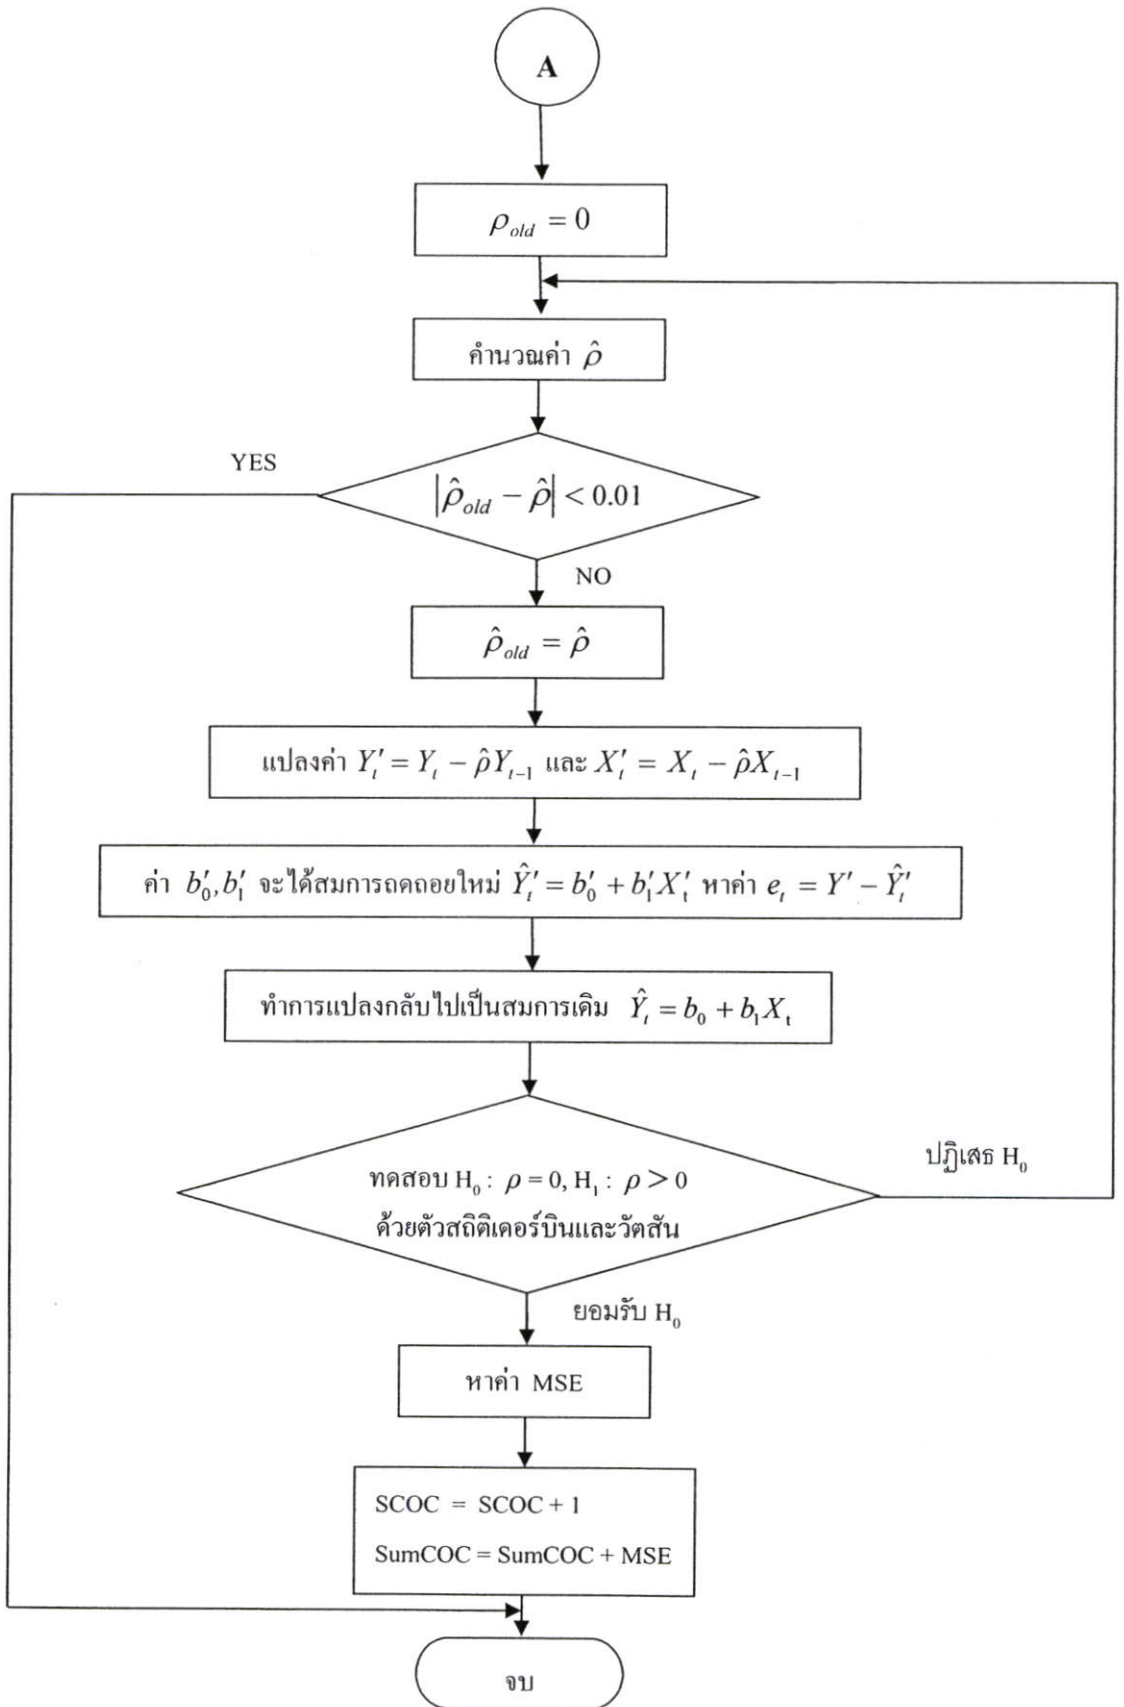 A
ρ_old = 0
คำนวณค่า ρ̂
YES
|ρ̂_old − ρ̂| < 0.01
NO
ρ̂_old = ρ̂
แปลงค่า Y′_t = Y_t − ρ̂Y_{t−1} และ X′_t = X_t − ρ̂X_{t−1}
ค่า b′_0, b′_1 จะได้สมการถดถอยใหม่ Ŷ′_t = b′_0 + b′_1X′_t หาค่า e_t = Y′ − Ŷ′_t
ทำการแปลงกลับไปเป็นสมการเดิม Ŷ_t = b_0 + b_1X_t
ปฏิเสธ H_0
ทดสอบ H_0 : ρ = 0, H_1 : ρ > 0
ด้วยตัวสถิติเดอร์บินและวัตสัน
ยอมรับ H_0
หาค่า MSE
SCOC = SCOC + 1
SumCOC = SumCOC + MSE
จบ